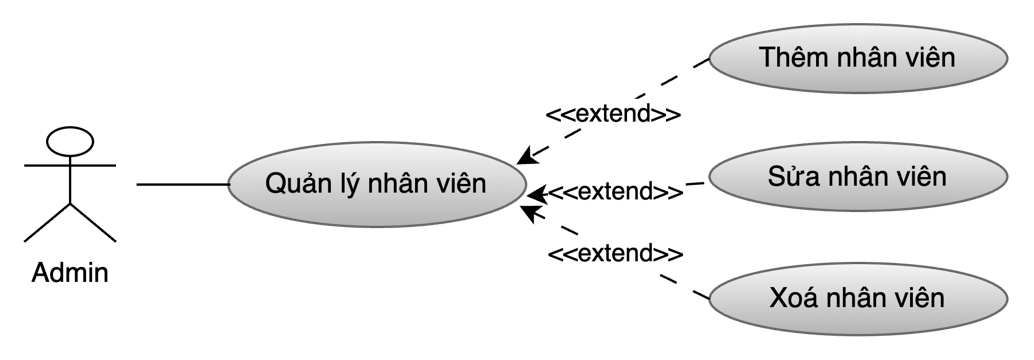 Thêm nhân viên
<<extend>>
Quản lý nhân viên
<<extend>>
Sửa nhân viên
<<extend>>
Admin
Xoá nhân viên